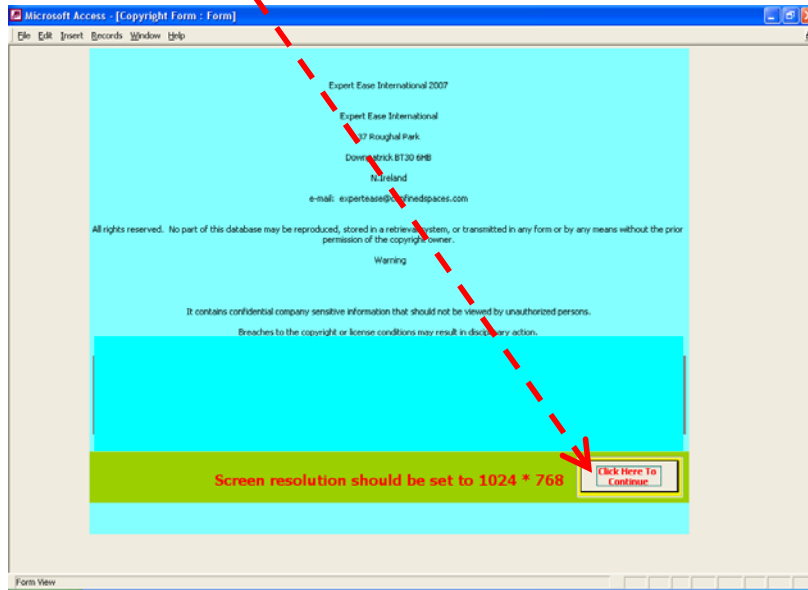 Microsoft Access - [Copyright Form : Form]
File Edit Insert Records Window Help
Expert Ease International 2007
Expert Ease International
37 Roughal Park
Downpatrick BT30 6HB
N.Ireland
e-mail: expertease@confinedspaces.com
All rights reserved. No part of this database may be reproduced, stored in a retrieval system, or transmitted in any form or by any means without the prior
permission of the copyright owner.
Warning
It contains confidential company sensitive information that should not be viewed by unauthorized persons.
Breaches to the copyright or license conditions may result in disciplinary action.
Screen resolution should be set to 1024 * 768
Click Here To
Continue
Form View